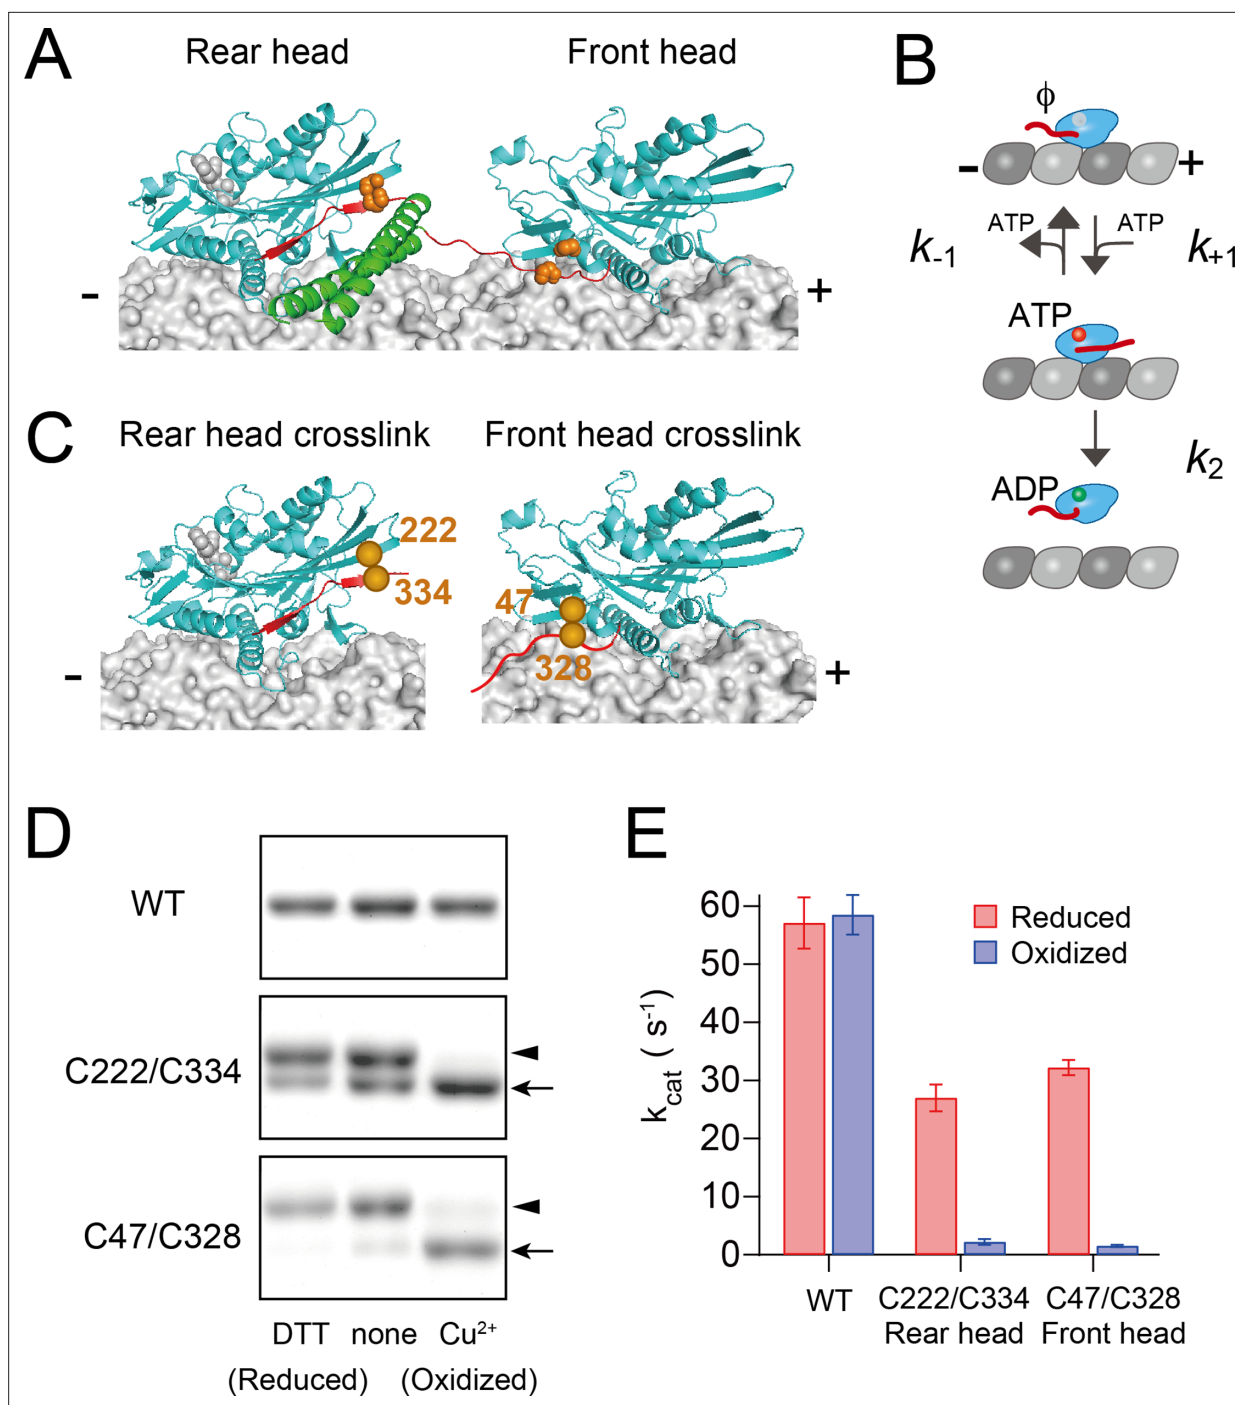 A
Rear head
Front head
-
+
B
ϕ
-
+
k-1
ATP
ATP
k+1
ATP
k2
ADP
C
Rear head crosslink
Front head crosslink
222
334
47
328
-
+
D
WT
C222/C334
C47/C328
DTT
none
Cu²⁺
(Reduced)
(Oxidized)
E
kcat ( s⁻¹)
60
50
40
30
20
10
0
Reduced
Oxidized
WT
C222/C334
Rear head
C47/C328
Front head